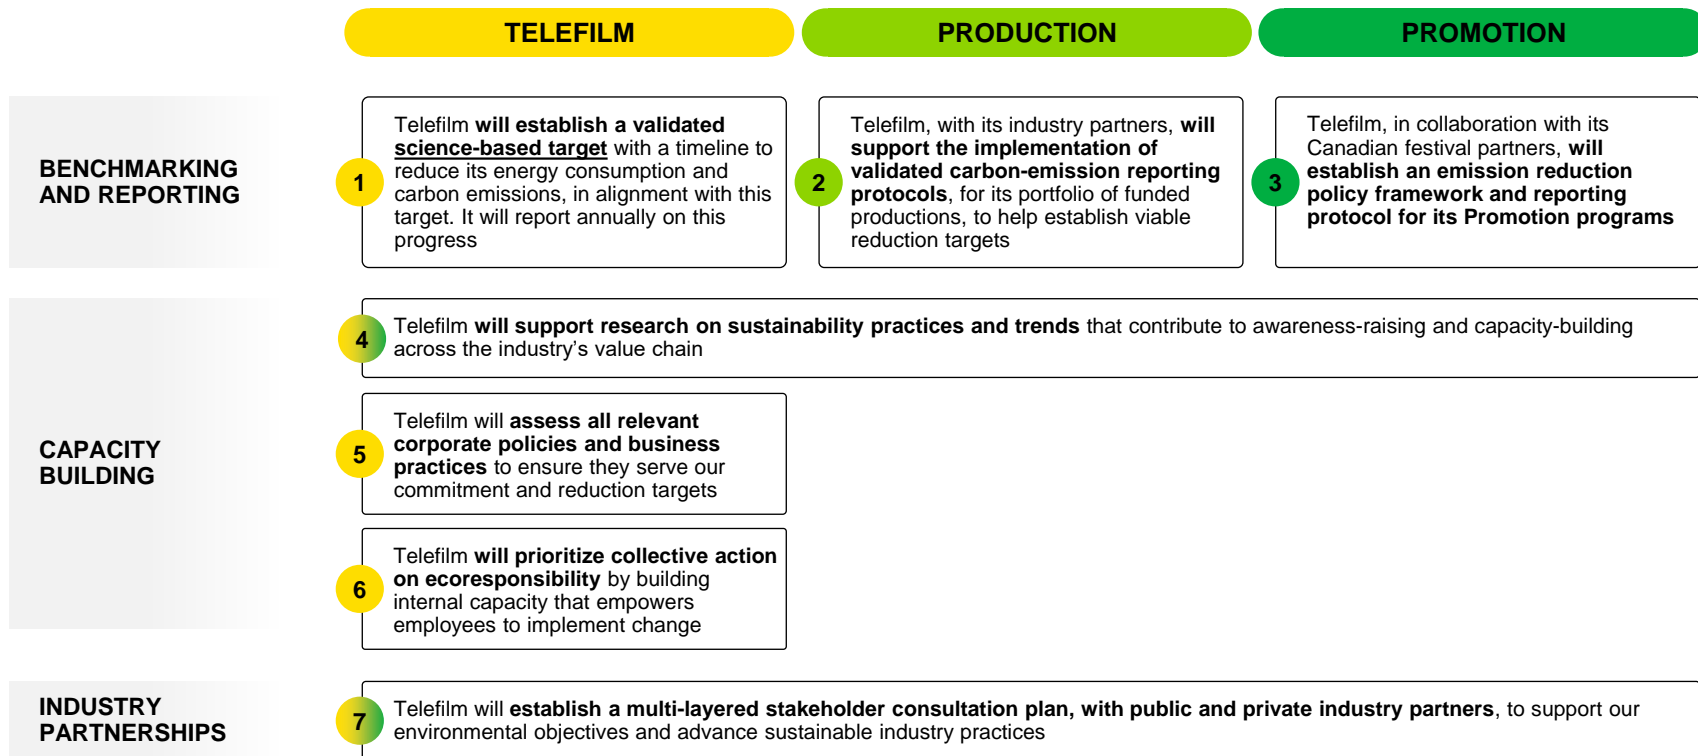 TELEFILM
PRODUCTION
PROMOTION
BENCHMARKING
AND REPORTING
1
Telefilm will establish a validated
science-based target with a timeline to
reduce its energy consumption and
carbon emissions, in alignment with this
target. It will report annually on this
progress
2
Telefilm, with its industry partners, will
support the implementation of
validated carbon-emission reporting
protocols, for its portfolio of funded
productions, to help establish viable
reduction targets
3
Telefilm, in collaboration with its
Canadian festival partners, will
establish an emission reduction
policy framework and reporting
protocol for its Promotion programs
CAPACITY
BUILDING
4
Telefilm will support research on sustainability practices and trends that contribute to awareness-raising and capacity-building
across the industry’s value chain
5
Telefilm will assess all relevant
corporate policies and business
practices to ensure they serve our
commitment and reduction targets
6
Telefilm will prioritize collective action
on ecoresponsibility by building
internal capacity that empowers
employees to implement change
INDUSTRY
PARTNERSHIPS
7
Telefilm will establish a multi-layered stakeholder consultation plan, with public and private industry partners, to support our
environmental objectives and advance sustainable industry practices